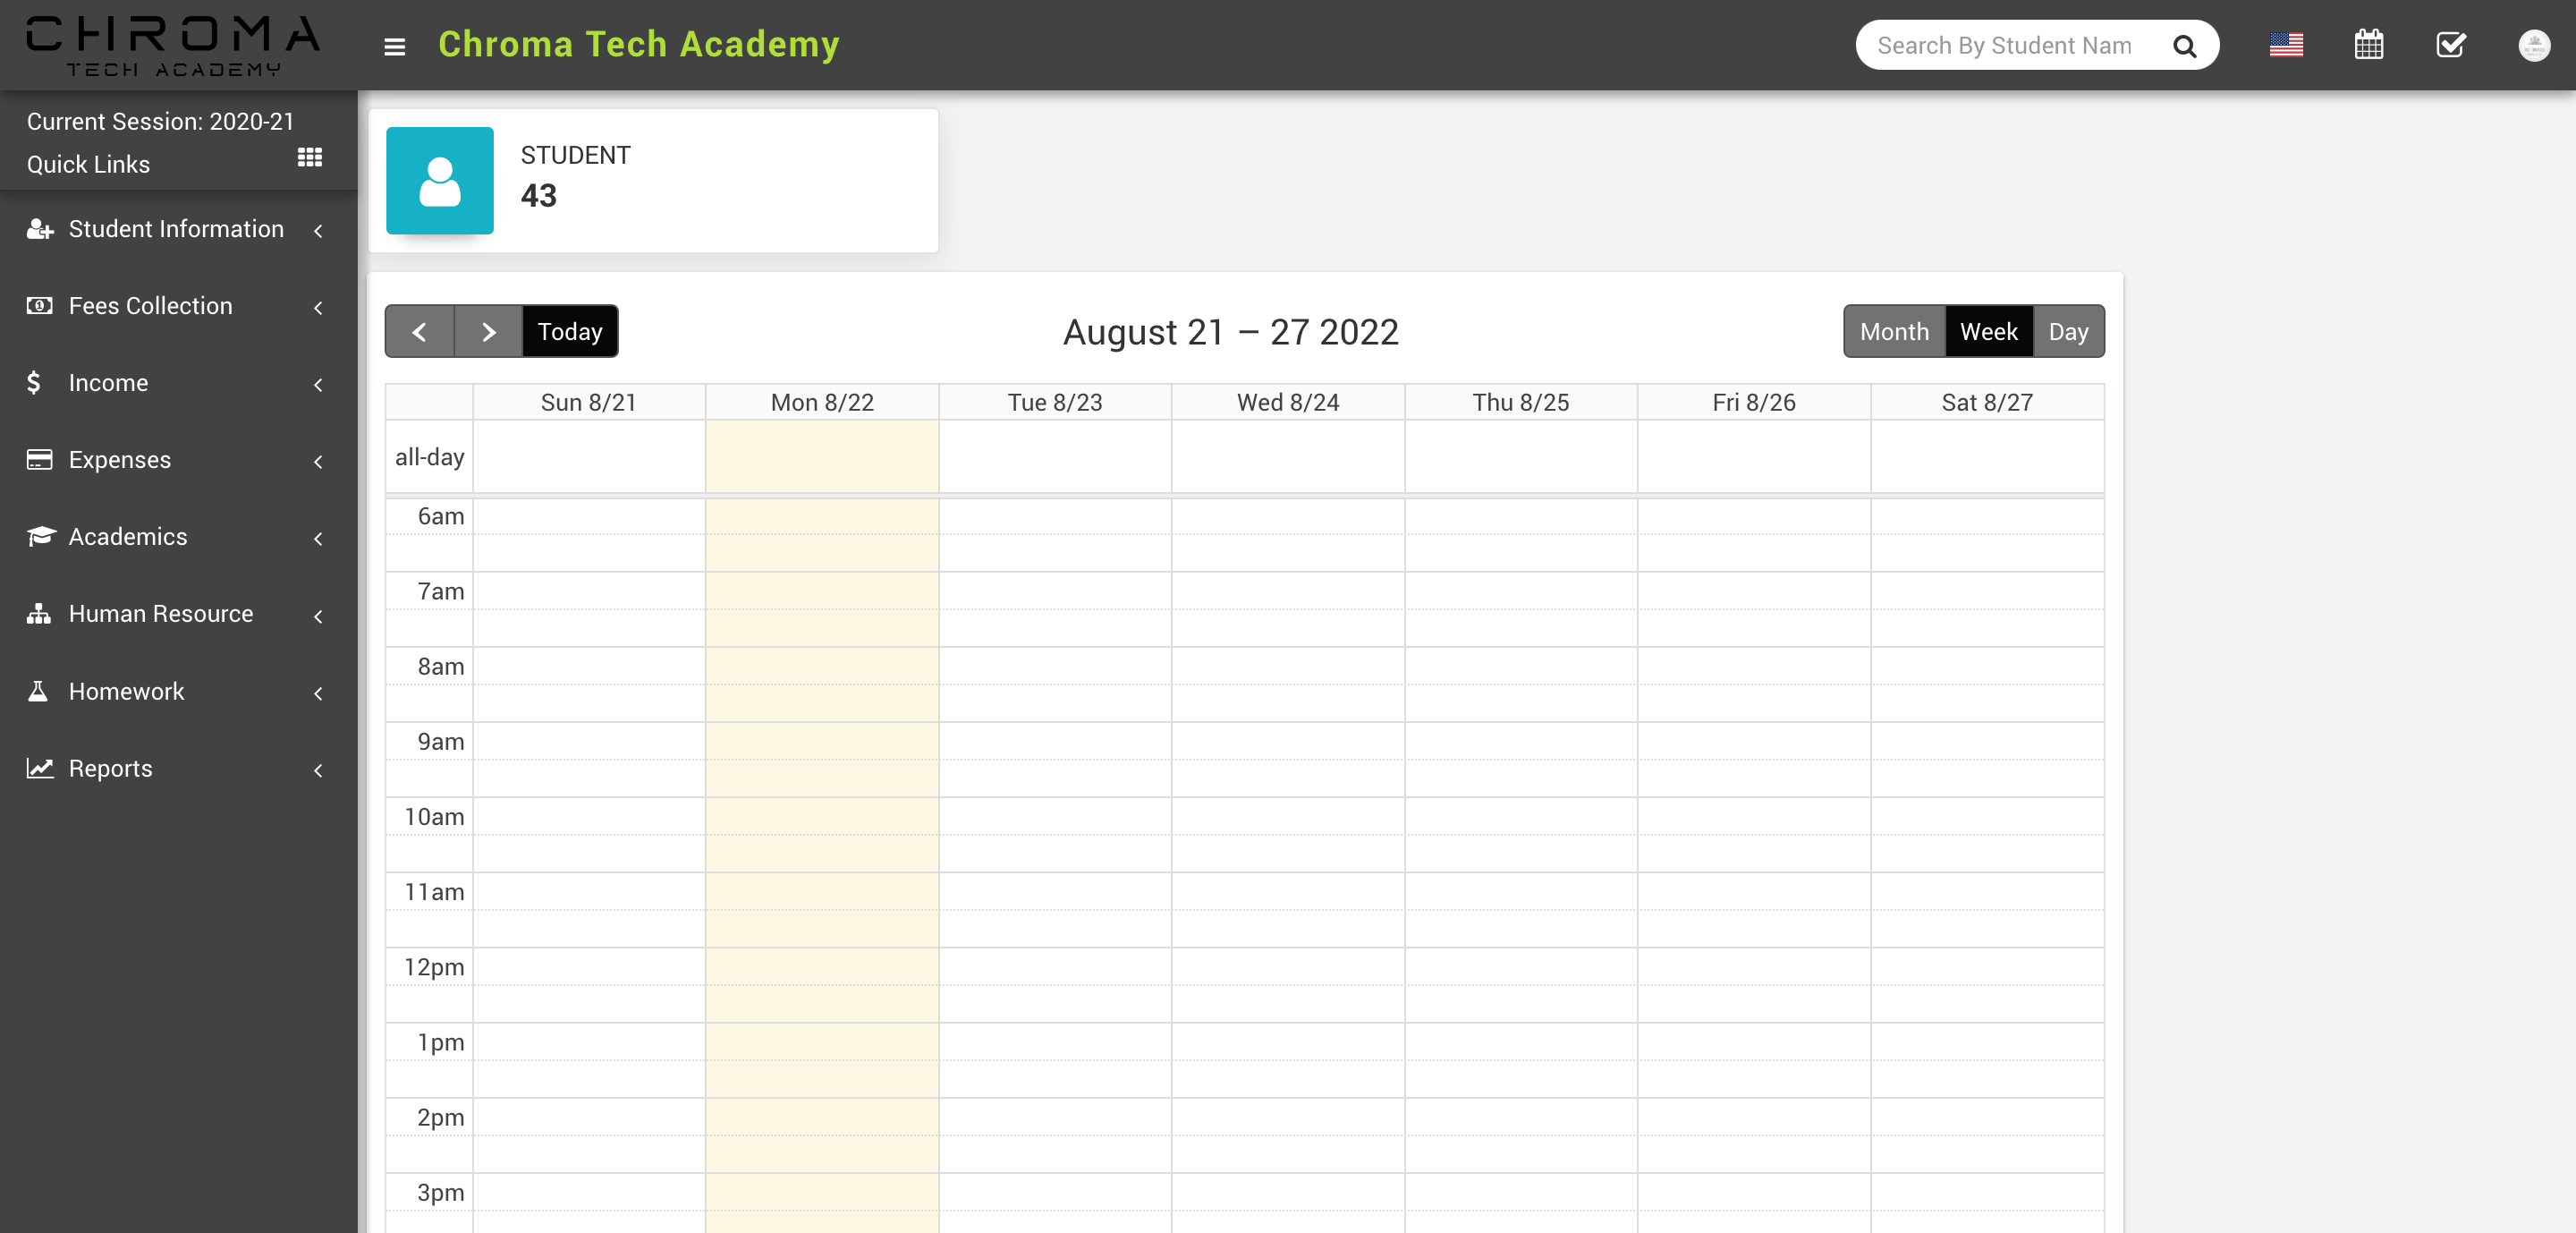 CHROMA
TECH ACADEMY
Chroma Tech Academy
Search By Student Nam
Current Session: 2020-21
Quick Links
Student Information
Fees Collection
Income
Expenses
Academics
Human Resource
Homework
Reports
STUDENT
43
Today
August 21 – 27 2022
Month Week Day
Sun 8/21 Mon 8/22 Tue 8/23 Wed 8/24 Thu 8/25 Fri 8/26 Sat 8/27
all-day
6am
7am
8am
9am
10am
11am
12pm
1pm
2pm
3pm